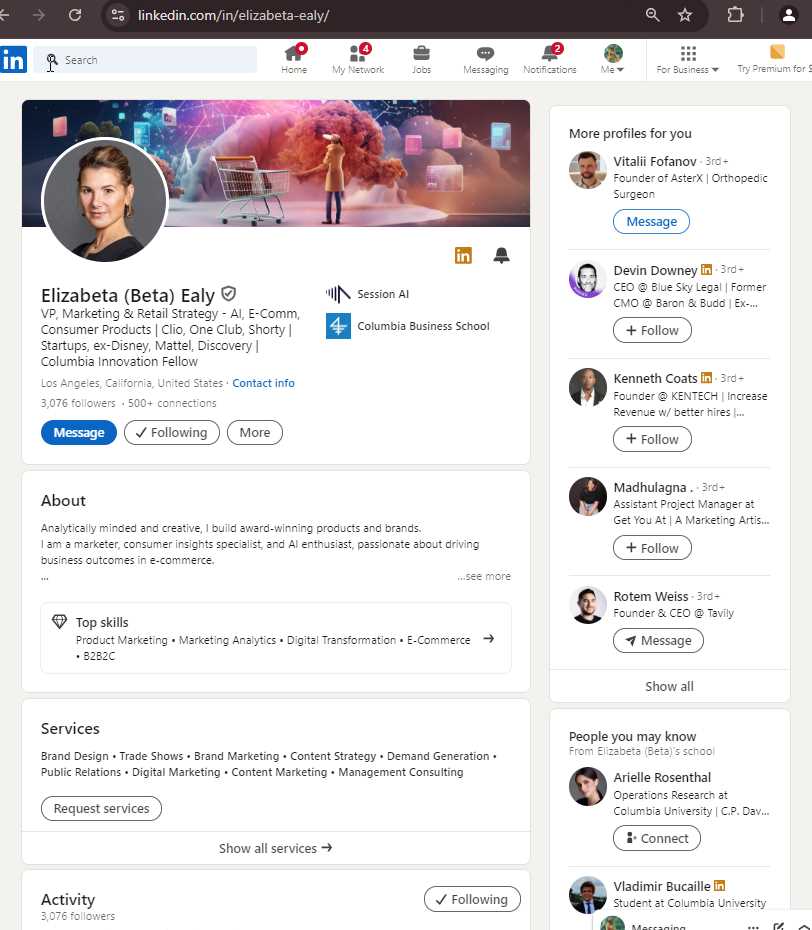 linkedin.com/in/elizabeta-ealy/
in
Search
Home
4
My Network
Jobs
Messaging
2
Notifications
Me
For Business
Try Premium for $
Elizabeta (Beta) Ealy
VP, Marketing & Retail Strategy - AI, E-Comm,
Consumer Products | Clio, One Club, Shorty |
Startups, ex-Disney, Mattel, Discovery |
Columbia Innovation Fellow
Los Angeles, California, United States · Contact info
3,076 followers · 500+ connections
Message
Following
More
in
Session AI
Columbia Business School
About
Analytically minded and creative, I build award-winning products and brands.
I am a marketer, consumer insights specialist, and AI enthusiast, passionate about driving
business outcomes in e-commerce.
...
...see more
Top skills
Product Marketing • Marketing Analytics • Digital Transformation • E-Commerce
• B2B2C
Services
Brand Design • Trade Shows • Brand Marketing • Content Strategy • Demand Generation •
Public Relations • Digital Marketing • Content Marketing • Management Consulting
Request services
Show all services →
Activity
3,076 followers
Following
More profiles for you
Vitalii Fofanov · 3rd+
Founder of AsterX | Orthopedic
Surgeon
Message
Devin Downey in · 3rd+
CEO @ Blue Sky Legal | Former
CMO @ Baron & Budd | Ex-...
+ Follow
Kenneth Coats in · 3rd+
Founder @ KENTECH | Increase
Revenue w/ better hires |...
+ Follow
Madhulagna . · 3rd+
Assistant Project Manager at
Get You At | A Marketing Artis...
+ Follow
Rotem Weiss · 3rd+
Founder & CEO @ Tavily
Message
Show all
People you may know
From Elizabeta (Beta)'s school
Arielle Rosenthal
Operations Research at
Columbia University | C.P. Dav...
Connect
Vladimir Bucaille in
Student at Columbia University
Messaging